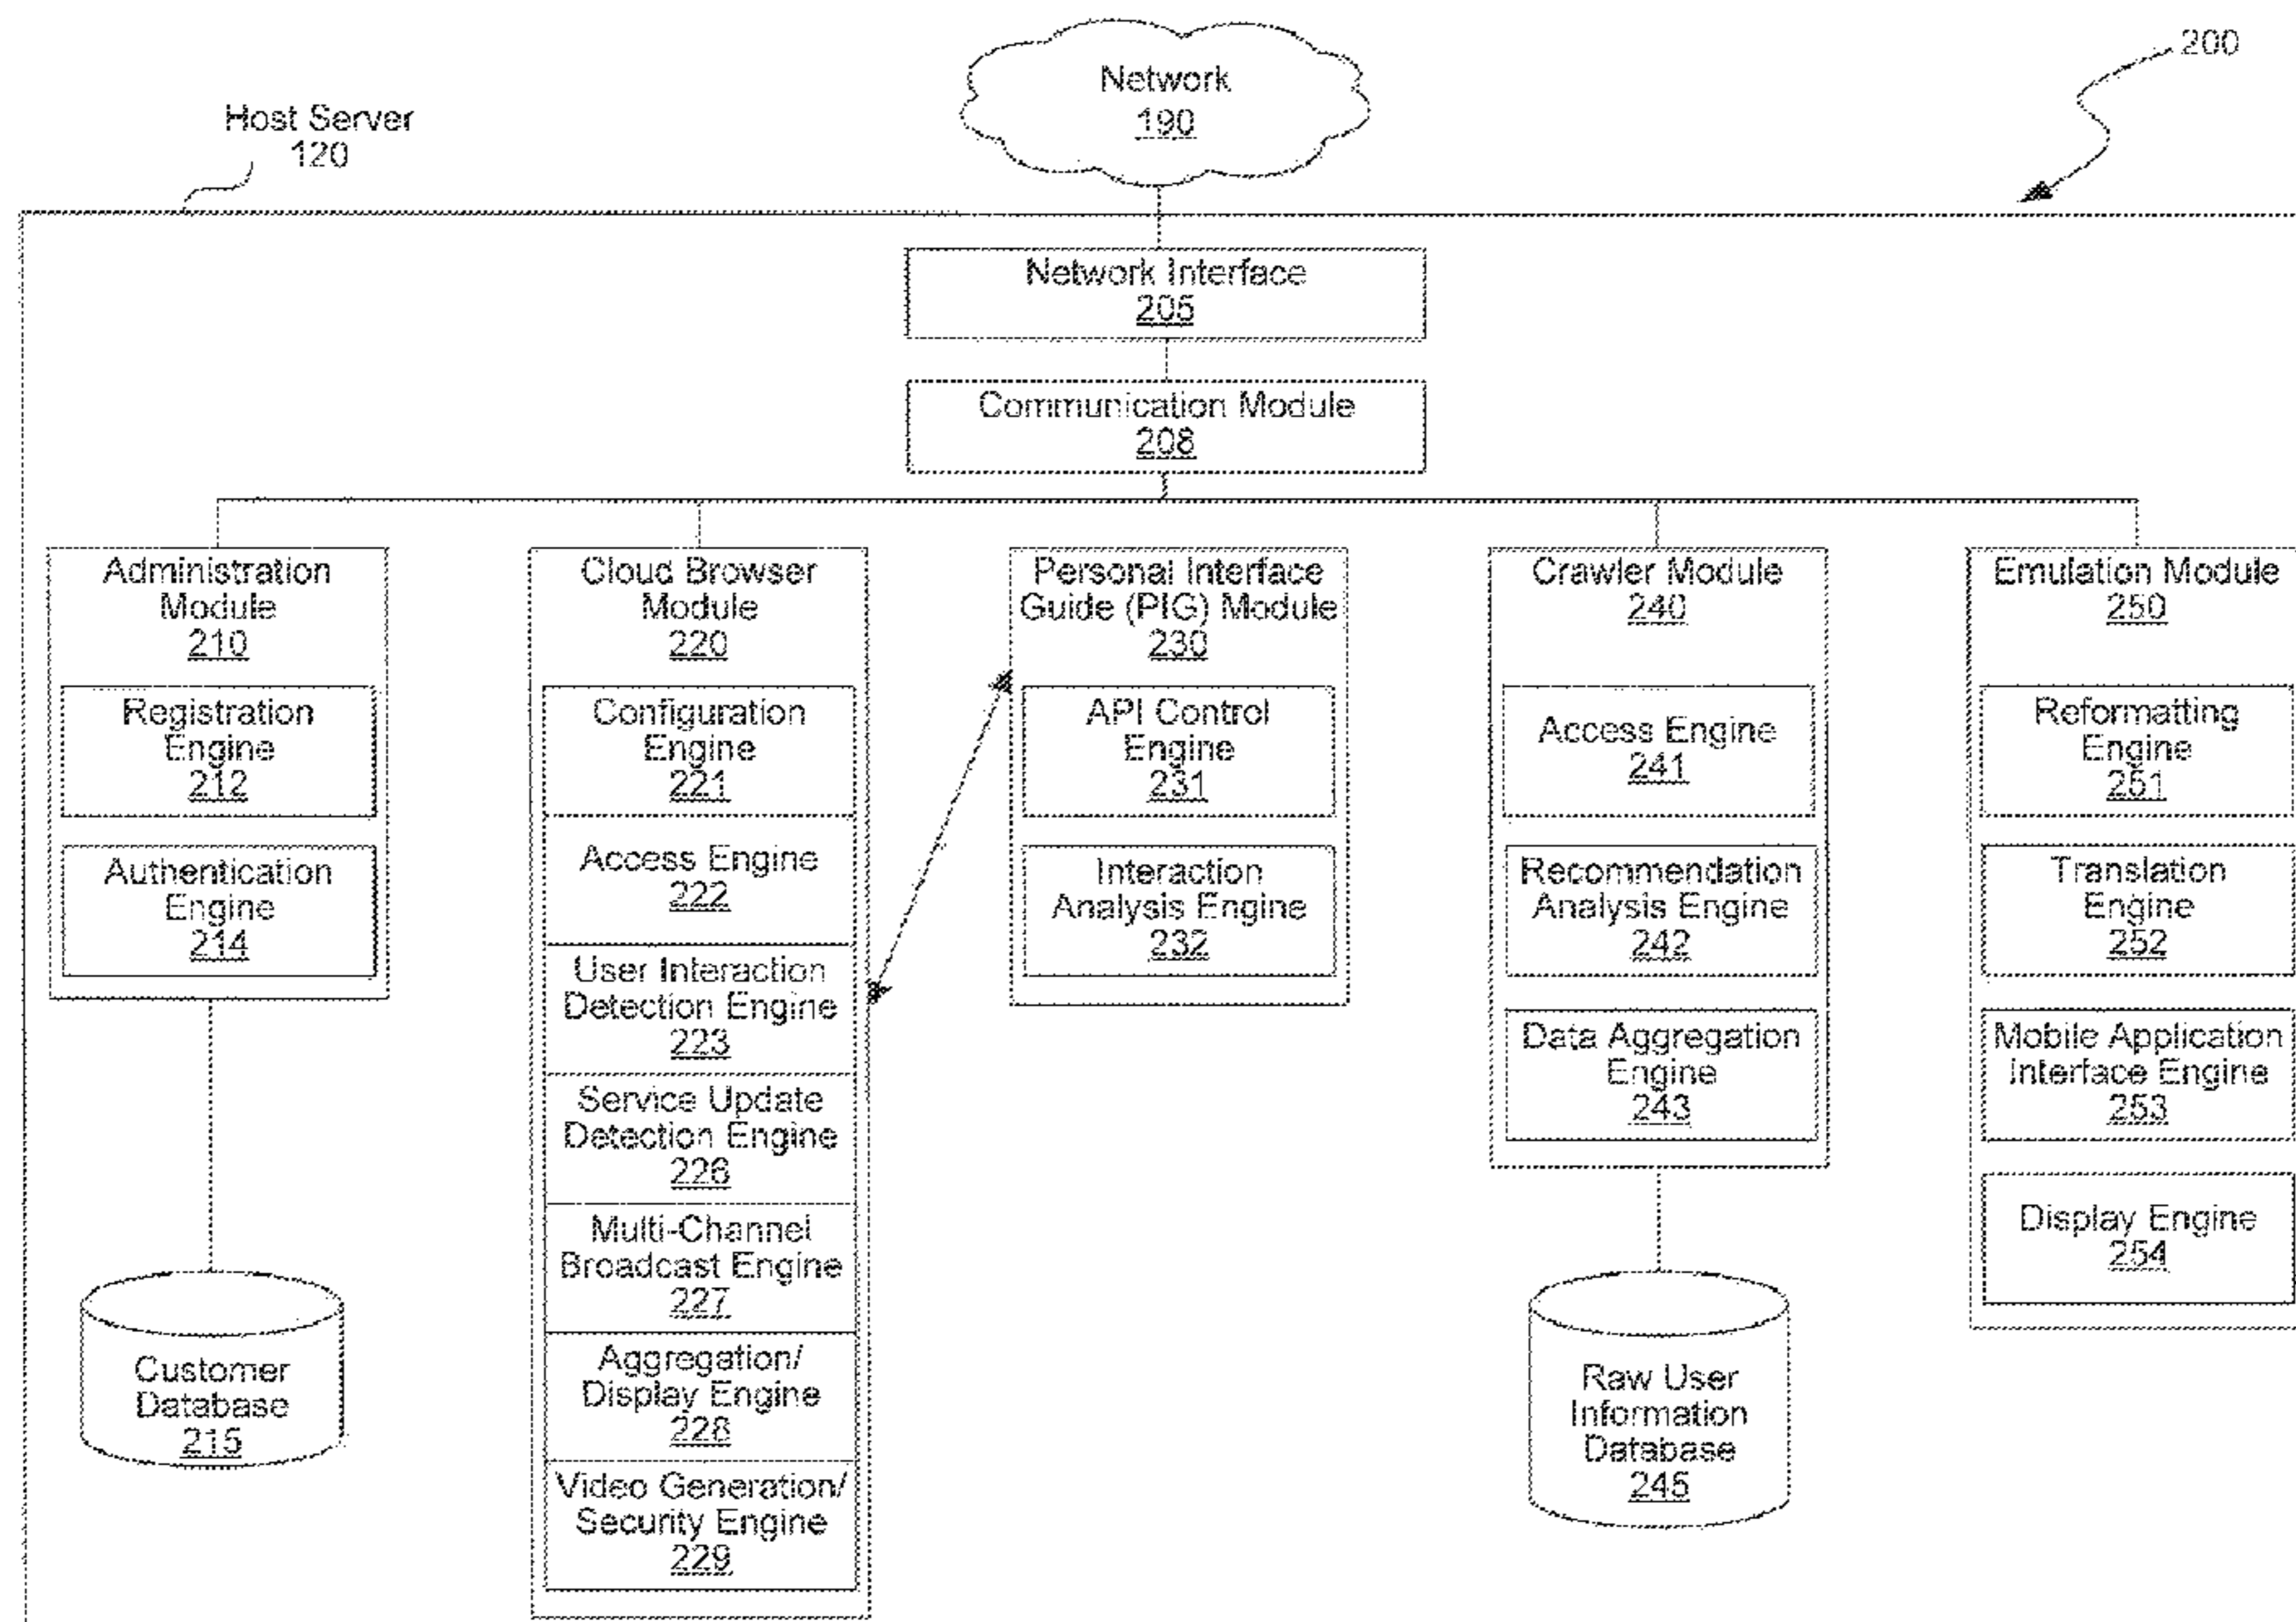 200
Network
190
Host Server
120
Network Interface
205
Communication Module
208
Administration
Module
210
Registration
Engine
212
Authentication
Engine
214
Customer
Database
215
Cloud Browser
Module
220
Configuration
Engine
221
Access Engine
222
User Interaction
Detection Engine
223
Service Update
Detection Engine
226
Multi-Channel
Broadcast Engine
227
Aggregation/
Display Engine
228
Video Generation/
Security Engine
229
Personal Interface
Guide (PIG) Module
230
API Control
Engine
231
Interaction
Analysis Engine
232
Crawler Module
240
Access Engine
241
Recommendation
Analysis Engine
242
Data Aggregation
Engine
243
Raw User
Information
Database
245
Emulation Module
250
Reformatting
Engine
251
Translation
Engine
252
Mobile Application
Interface Engine
253
Display Engine
254